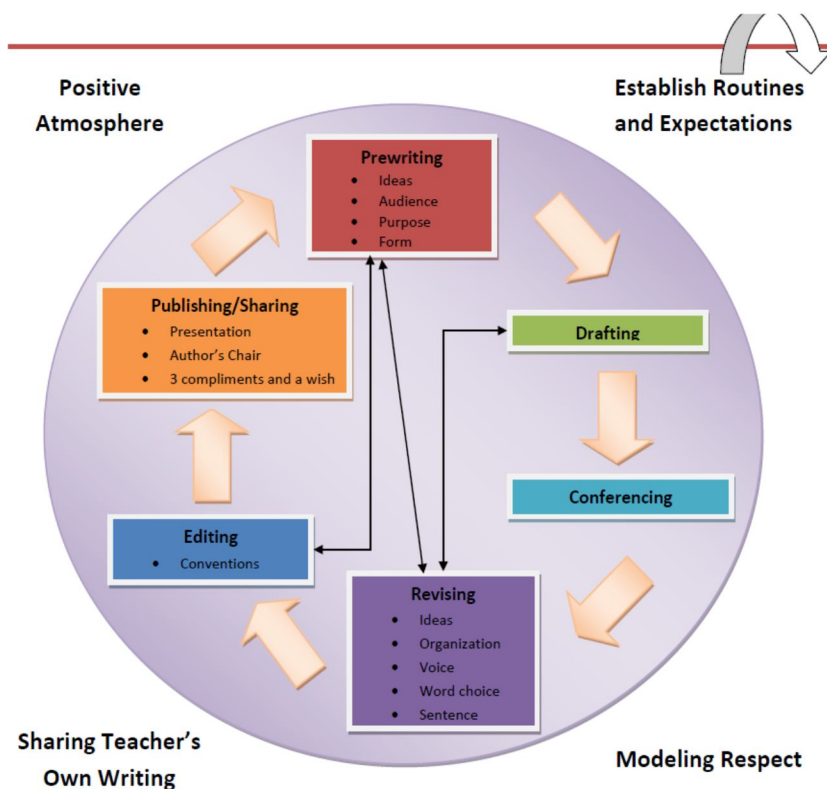 Positive
Atmosphere
Establish Routines
and Expectations
Prewriting
• Ideas
• Audience
• Purpose
• Form
Publishing/Sharing
• Presentation
• Author's Chair
• 3 compliments and a wish
Drafting
Conferencing
Editing
• Conventions
Revising
• Ideas
• Organization
• Voice
• Word choice
• Sentence
Sharing Teacher's
Own Writing
Modeling Respect